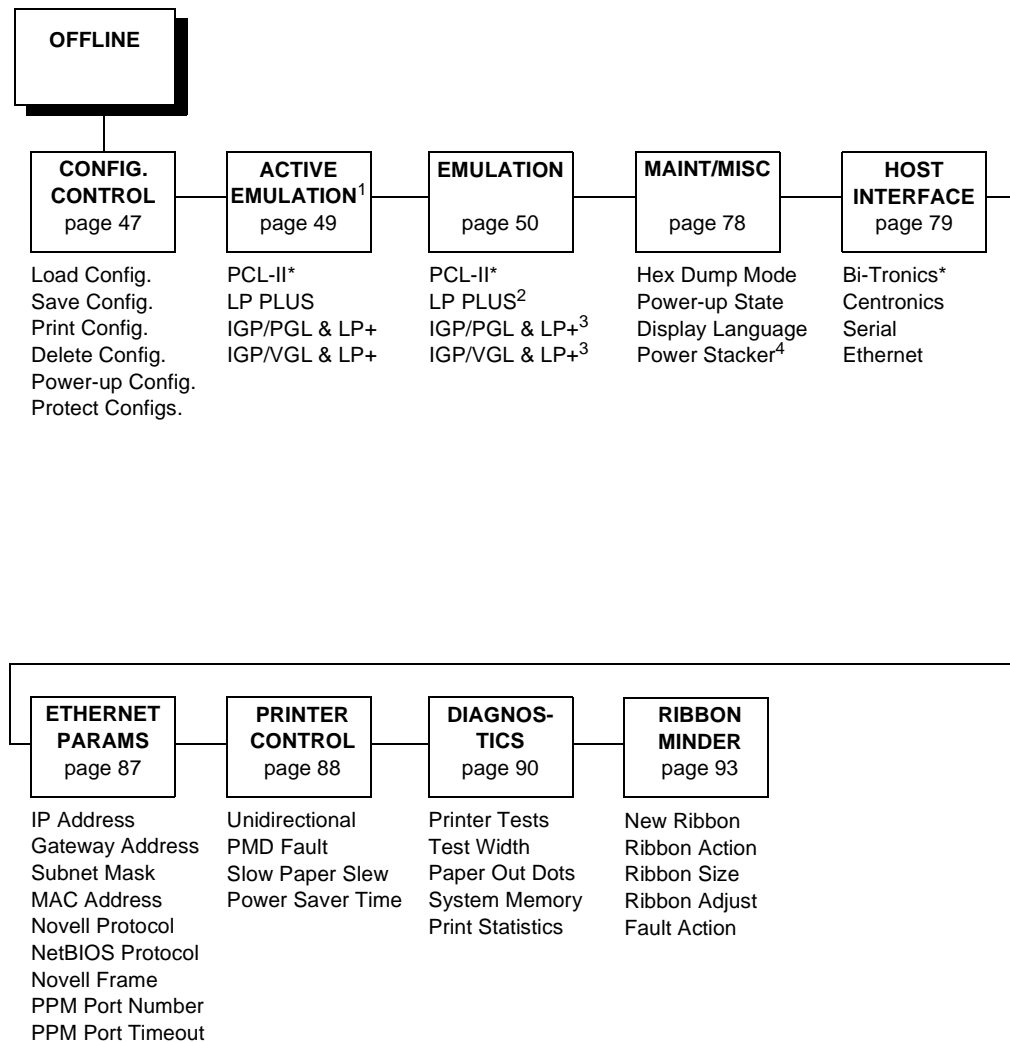 OFFLINE
CONFIG.
CONTROL
page 47
Load Config.
Save Config.
Print Config.
Delete Config.
Power-up Config.
Protect Configs.
ACTIVE
EMULATION1
page 49
PCL-II*
LP PLUS
IGP/PGL & LP+
IGP/VGL & LP+
EMULATION
page 50
PCL-II*
LP PLUS2
IGP/PGL & LP+3
IGP/VGL & LP+3
MAINT/MISC
page 78
Hex Dump Mode
Power-up State
Display Language
Power Stacker4
HOST
INTERFACE
page 79
Bi-Tronics*
Centronics
Serial
Ethernet
ETHERNET
PARAMS
page 87
IP Address
Gateway Address
Subnet Mask
MAC Address
Novell Protocol
NetBIOS Protocol
Novell Frame
PPM Port Number
PPM Port Timeout
PRINTER
CONTROL
page 88
Unidirectional
PMD Fault
Slow Paper Slew
Power Saver Time
DIAGNOS-
TICS
page 90
Printer Tests
Test Width
Paper Out Dots
System Memory
Print Statistics
RIBBON
MINDER
page 93
New Ribbon
Ribbon Action
Ribbon Size
Ribbon Adjust
Fault Action